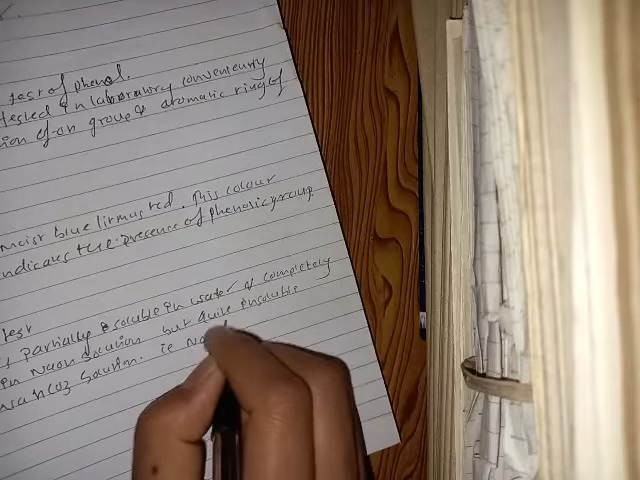 test of phenol.
tested in laboratory conveniently
ion of -OH group & aromatic ring of
moist blue litmus red. This colour
ndicates the presence of phenolic group
Test
partially soluble in water & completely
in NaOH solution but quite insoluble
NaHCO3 solution. ie